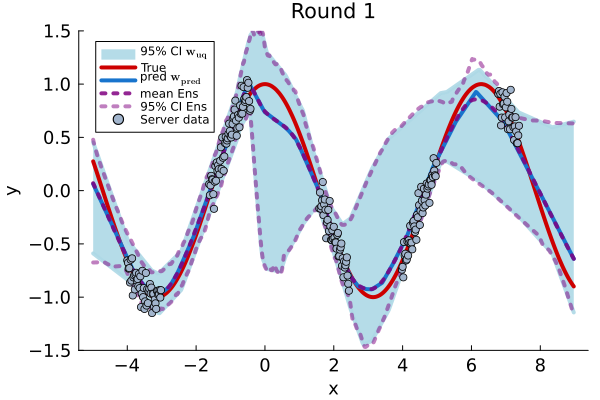 Round 1
1.5
1.0
0.5
0.0
−0.5
−1.0
−1.5
y
95% CI w_uq
True
pred w_pred
mean Ens
95% CI Ens
Server data
−4 −2 0 2 4 6 8
x